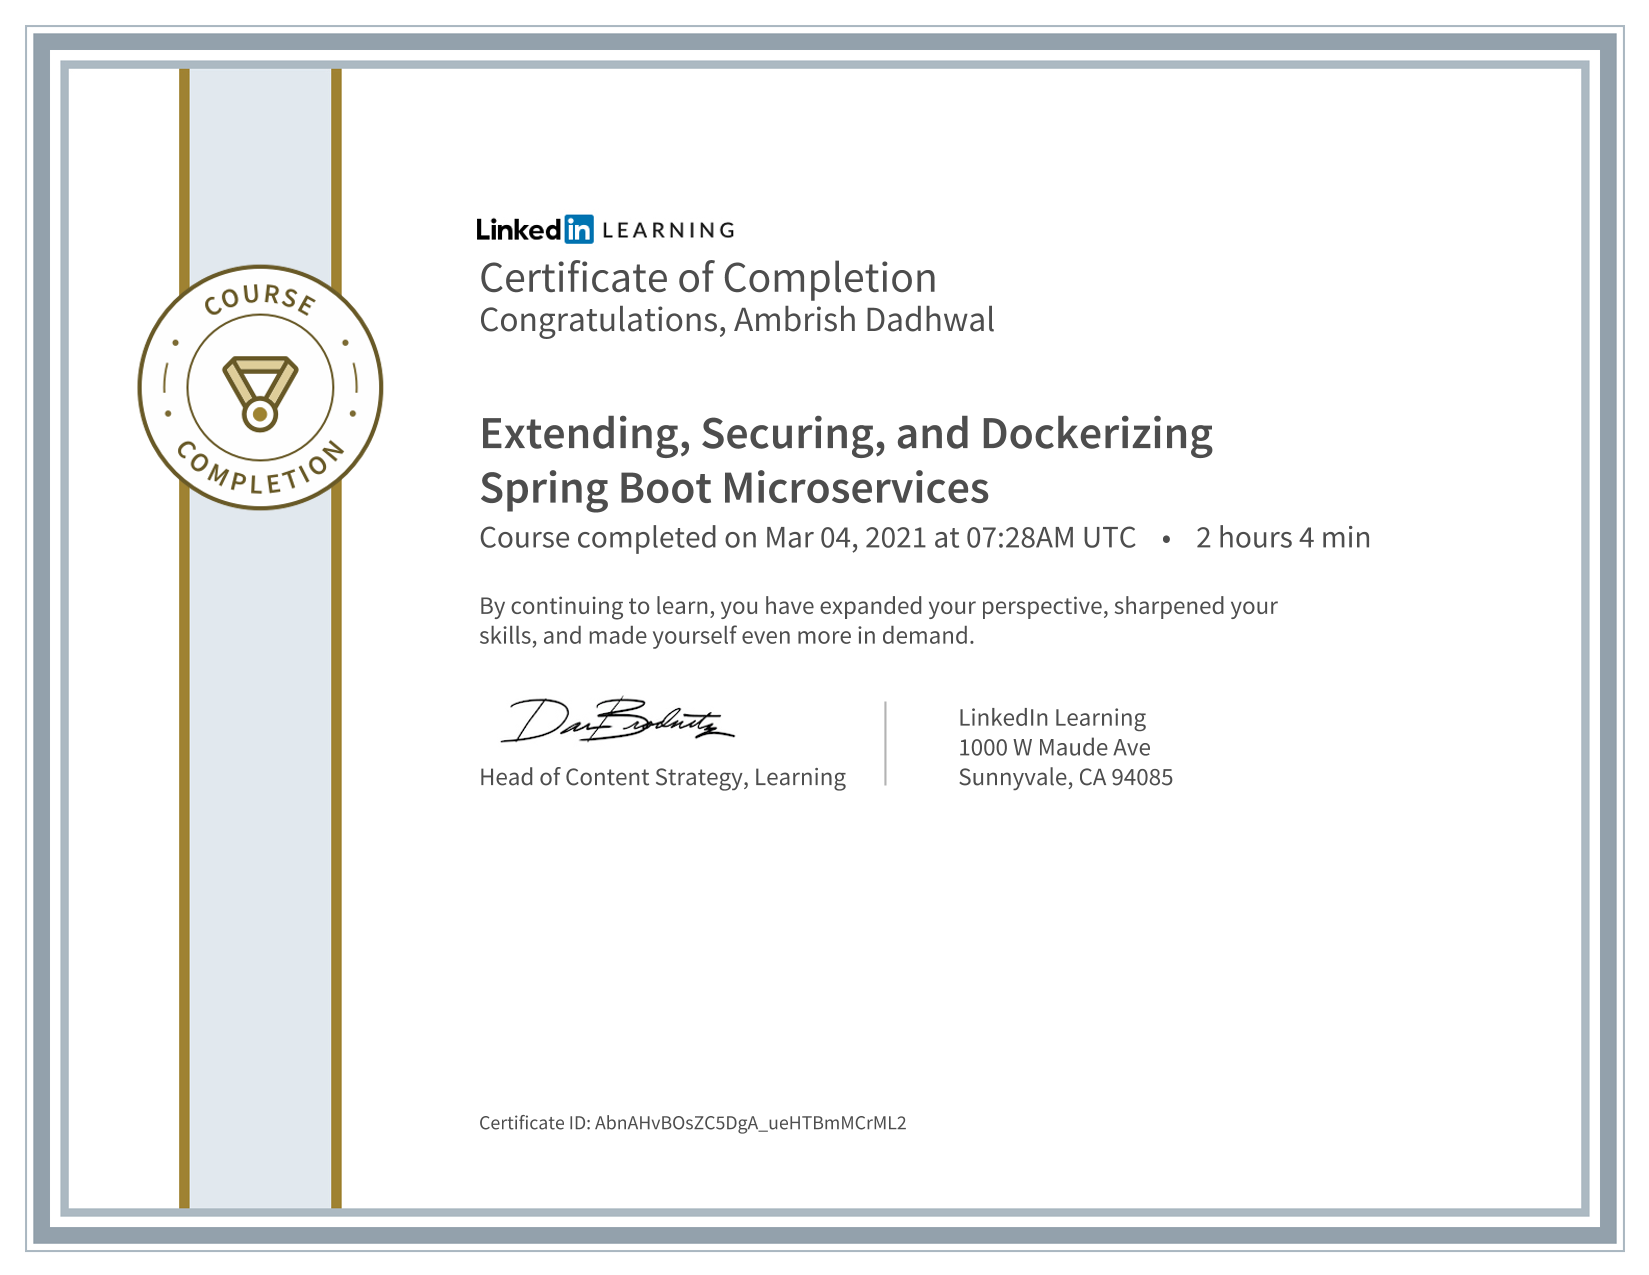 COURSE
COMPLETION
Linkedin LEARNING
Certificate of Completion
Congratulations, Ambrish Dadhwal
Extending, Securing, and Dockerizing
Spring Boot Microservices
Course completed on Mar 04, 2021 at 07:28AM UTC • 2 hours 4 min
By continuing to learn, you have expanded your perspective, sharpened your
skills, and made yourself even more in demand.
Head of Content Strategy, Learning
LinkedIn Learning
1000 W Maude Ave
Sunnyvale, CA 94085
Certificate ID: AbnAHvBOsZC5DgA_ueHTBmMCrML2